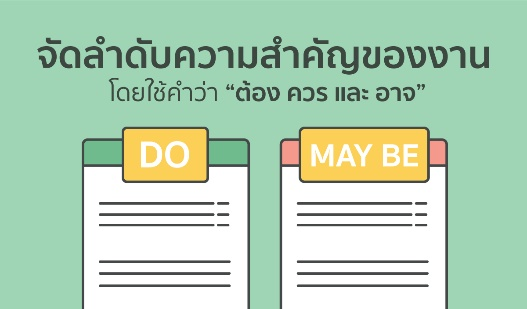 จัดลำดับความสำคัญของงาน
โดยใช้คำว่า “ต้อง ควร และ อาจ”
DO
MAY BE